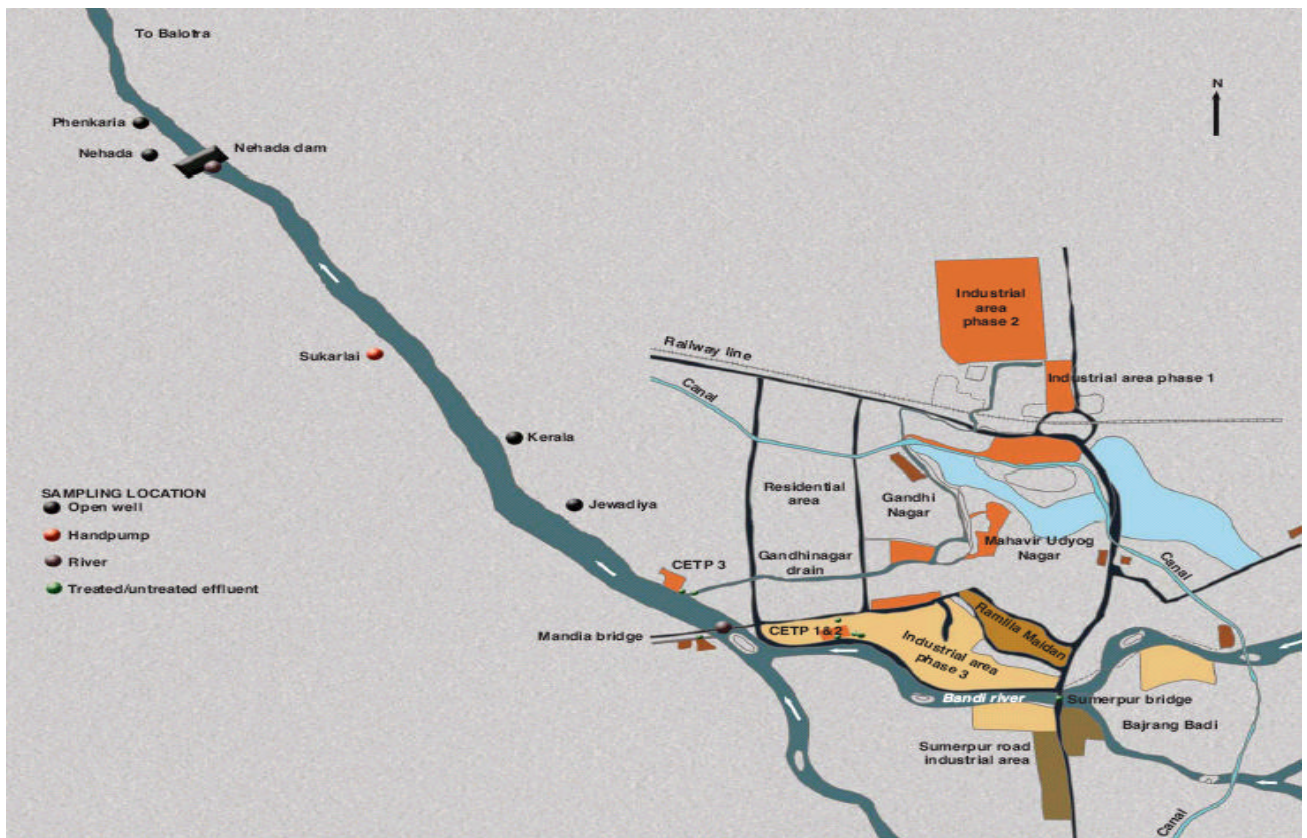 To Balotra
N
Phenkaria
Nehada
Nehada dam
Industrial
area
phase 2
Railway line
Sukarlai
Industrial area phase 1
Canal
Kerala
SAMPLING LOCATION
Open well
Handpump
River
Treated/untreated effluent
Jewadiya
Residential
area
Gandhi
Nagar
Mahavir Udyog
Nagar
CETP 3
Gandhinagar
drain
Canal
Mandia bridge
CETP 1&2
Industrial area
phase 3
Ramlila Maidan
Bandi river
Sumerpur bridge
Bajrang Badi
Sumerpur road
industrial area
Canal